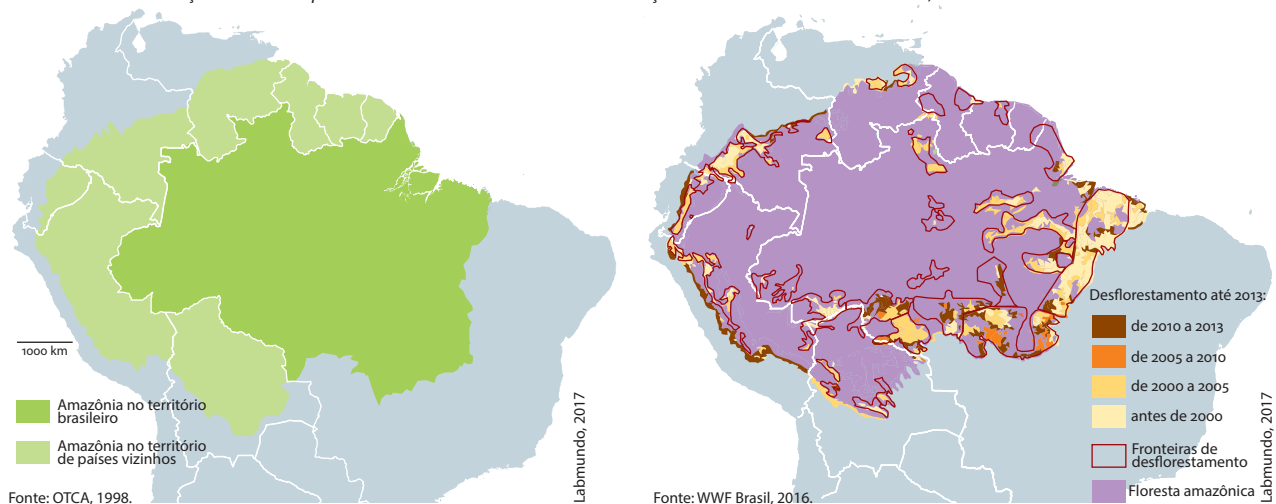 1000 km
Amazônia no território
brasileiro
Amazônia no território
de países vizinhos
Fonte: OTCA, 1998.
Labmundo, 2017
Desflorestamento até 2013:
de 2010 a 2013
de 2005 a 2010
de 2000 a 2005
antes de 2000
Fronteiras de
desflorestamento
Floresta amazônica
Fonte: WWF Brasil, 2016.
Labmundo, 2017